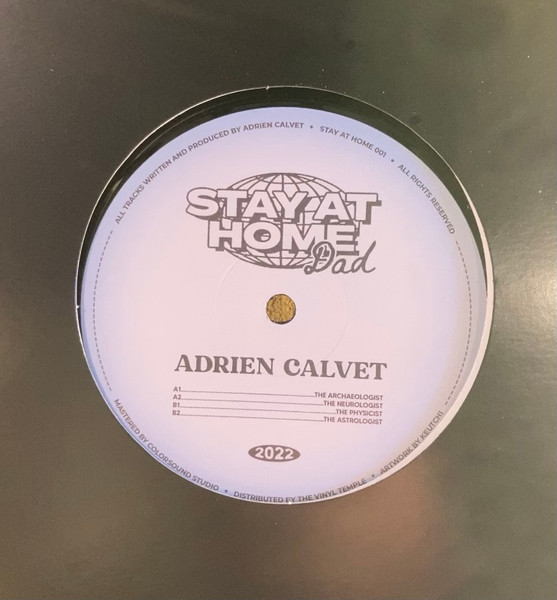 ALL TRACKS WRITTEN AND PRODUCED BY ADRIEN CALVET • STAY AT HOME 001 • ALL RIGHTS RESERVED
STAY AT
HOME
Dad
ADRIEN CALVET
A1 THE ARCHAEOLOGIST
A2 THE NEUROLOGIST
B1 THE PHYSICIST
B2 THE ASTROLOGIST
2022
MASTERED BY COLORSOUND STUDIO • DISTRIBUTED BY THE VINYL TEMPLE • ARTWORK BY KEUTCH1